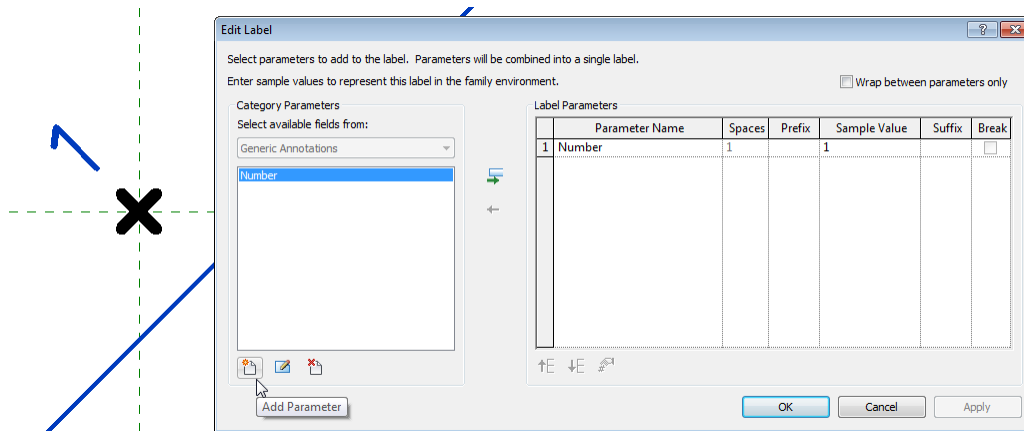 Edit Label
?
Select parameters to add to the label. Parameters will be combined into a single label.
Enter sample values to represent this label in the family environment.
Wrap between parameters only
Category Parameters
Select available fields from:
Generic Annotations
Number
Label Parameters
Parameter Name Spaces Prefix Sample Value Suffix Break
1 Number 1 1
Add Parameter
OK Cancel Apply
1